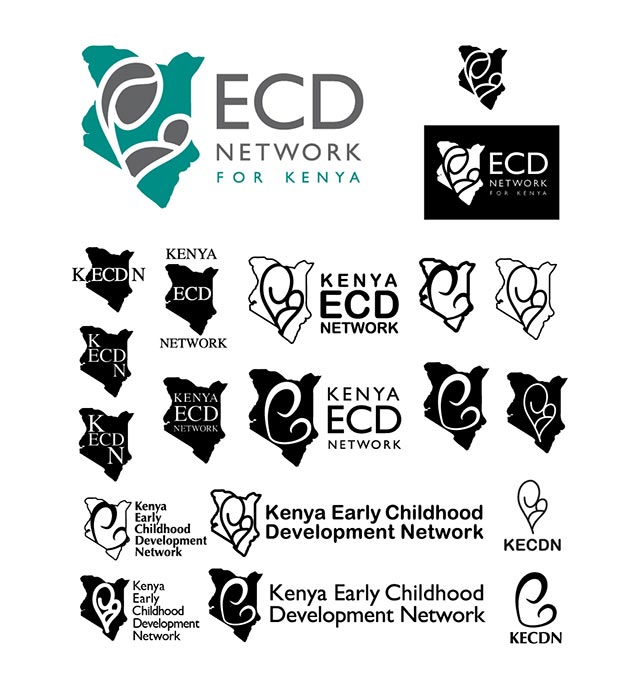 ECD
NETWORK
FOR KENYA
ECD
NETWORK
FOR KENYA
KECDN
KENYA
ECD
NETWORK
K
ECD
N
KENYA
ECD
NETWORK
K
ECD
N
KENYA
ECD
NETWORK
KENYA
ECD
NETWORK
Kenya
Early
Childhood
Development
Network
Kenya Early Childhood
Development Network
KECDN
Kenya
Early
Childhood
Development
Network
Kenya Early Childhood
Development Network
KECDN